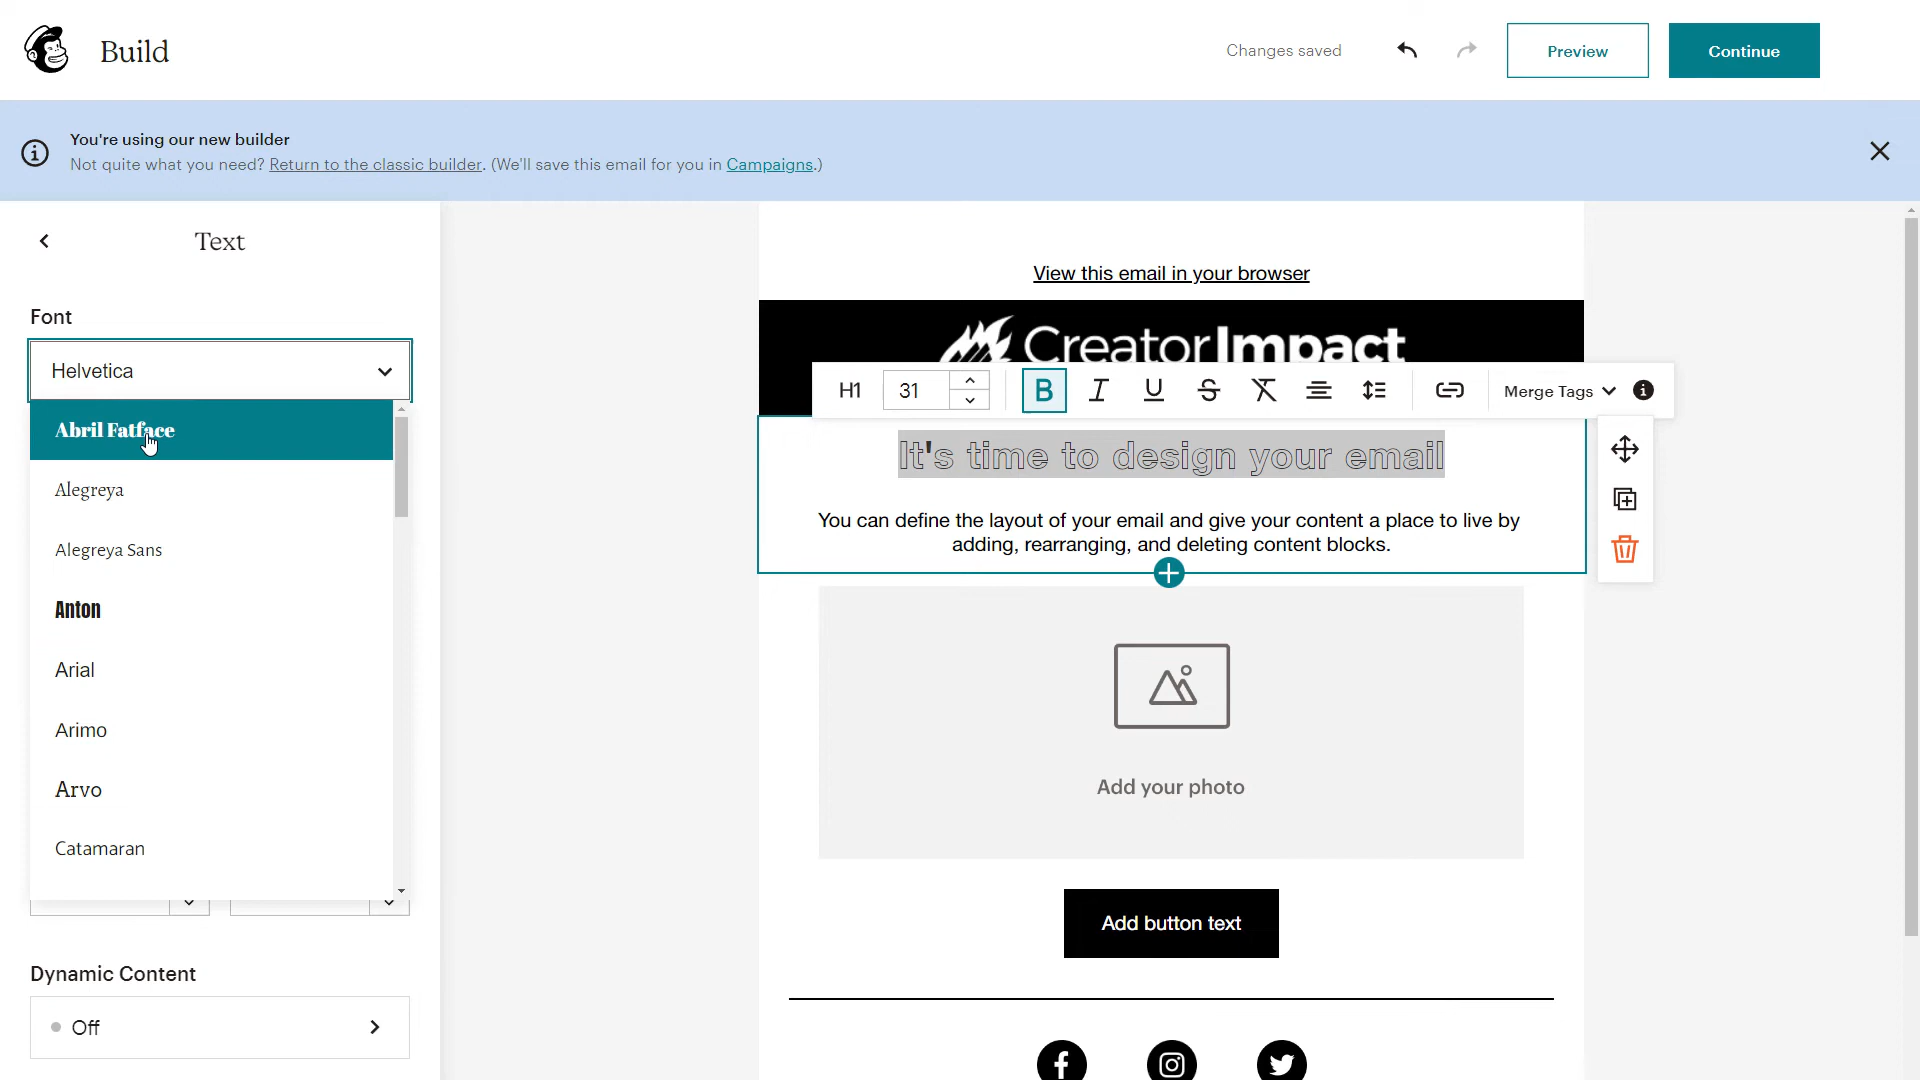 Build
Changes saved
Preview
Continue
You're using our new builder
Not quite what you need? Return to the classic builder. (We'll save this email for you in Campaigns.)
Text
Font
Helvetica
Abril Fatface
Alegreya
Alegreya Sans
Anton
Arial
Arimo
Arvo
Catamaran
Dynamic Content
Off
View this email in your browser
CreatorImpact
H1
31
B
Merge Tags
It's time to design your email
You can define the layout of your email and give your content a place to live by
adding, rearranging, and deleting content blocks.
Add your photo
Add button text